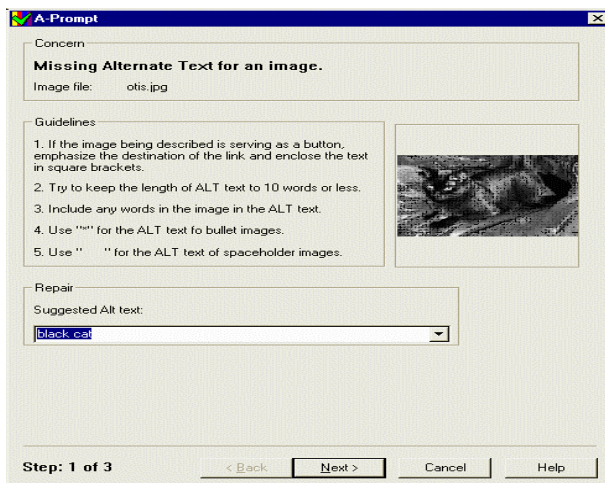 A-Prompt
Concern
Missing Alternate Text for an image.
Image file: otis.jpg
Guidelines
1. If the image being described is serving as a button,
emphasize the destination of the link and enclose the text
in square brackets.
2. Try to keep the length of ALT text to 10 words or less.
3. Include any words in the image in the ALT text.
4. Use "*" for the ALT text fo bullet images.
5. Use "    " for the ALT text of spaceholder images.
Repair
Suggested Alt text:
black cat
Step: 1 of 3
< Back
Next >
Cancel
Help